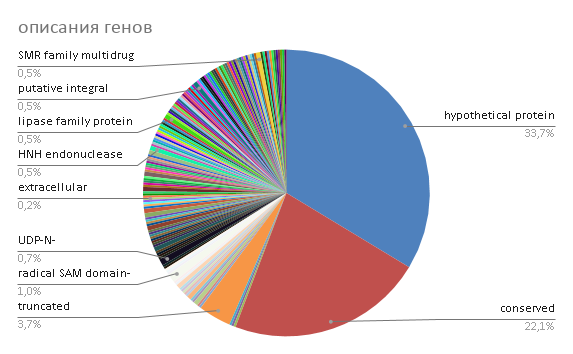 описания генов
SMR family multidrug
0,5%
putative integral
0,5%
lipase family protein
0,5%
HNH endonuclease
0,5%
extracellular
0,2%
UDP-N-
0,7%
radical SAM domain-
1,0%
truncated
3,7%
hypothetical protein
33,7%
conserved
22,1%